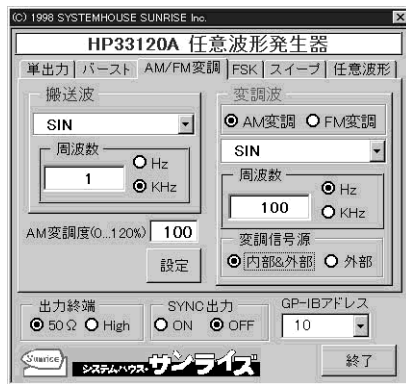 (C) 1998 SYSTEMHOUSE SUNRISE Inc.
HP33120A 任意波形発生器
単出力 バースト AM/FM変調 FSK スイープ 任意波形
搬送波
SIN
周波数
1
Hz
KHz
AM変調度(0...120%) 100
設定
変調波
AM変調 FM変調
SIN
周波数
100
Hz
KHz
変調信号源
内部&外部 外部
出力終端
50Ω High
SYNC出力
ON OFF
GP-IBアドレス
10
Sunrise
システムハウス・サンライズ
終了